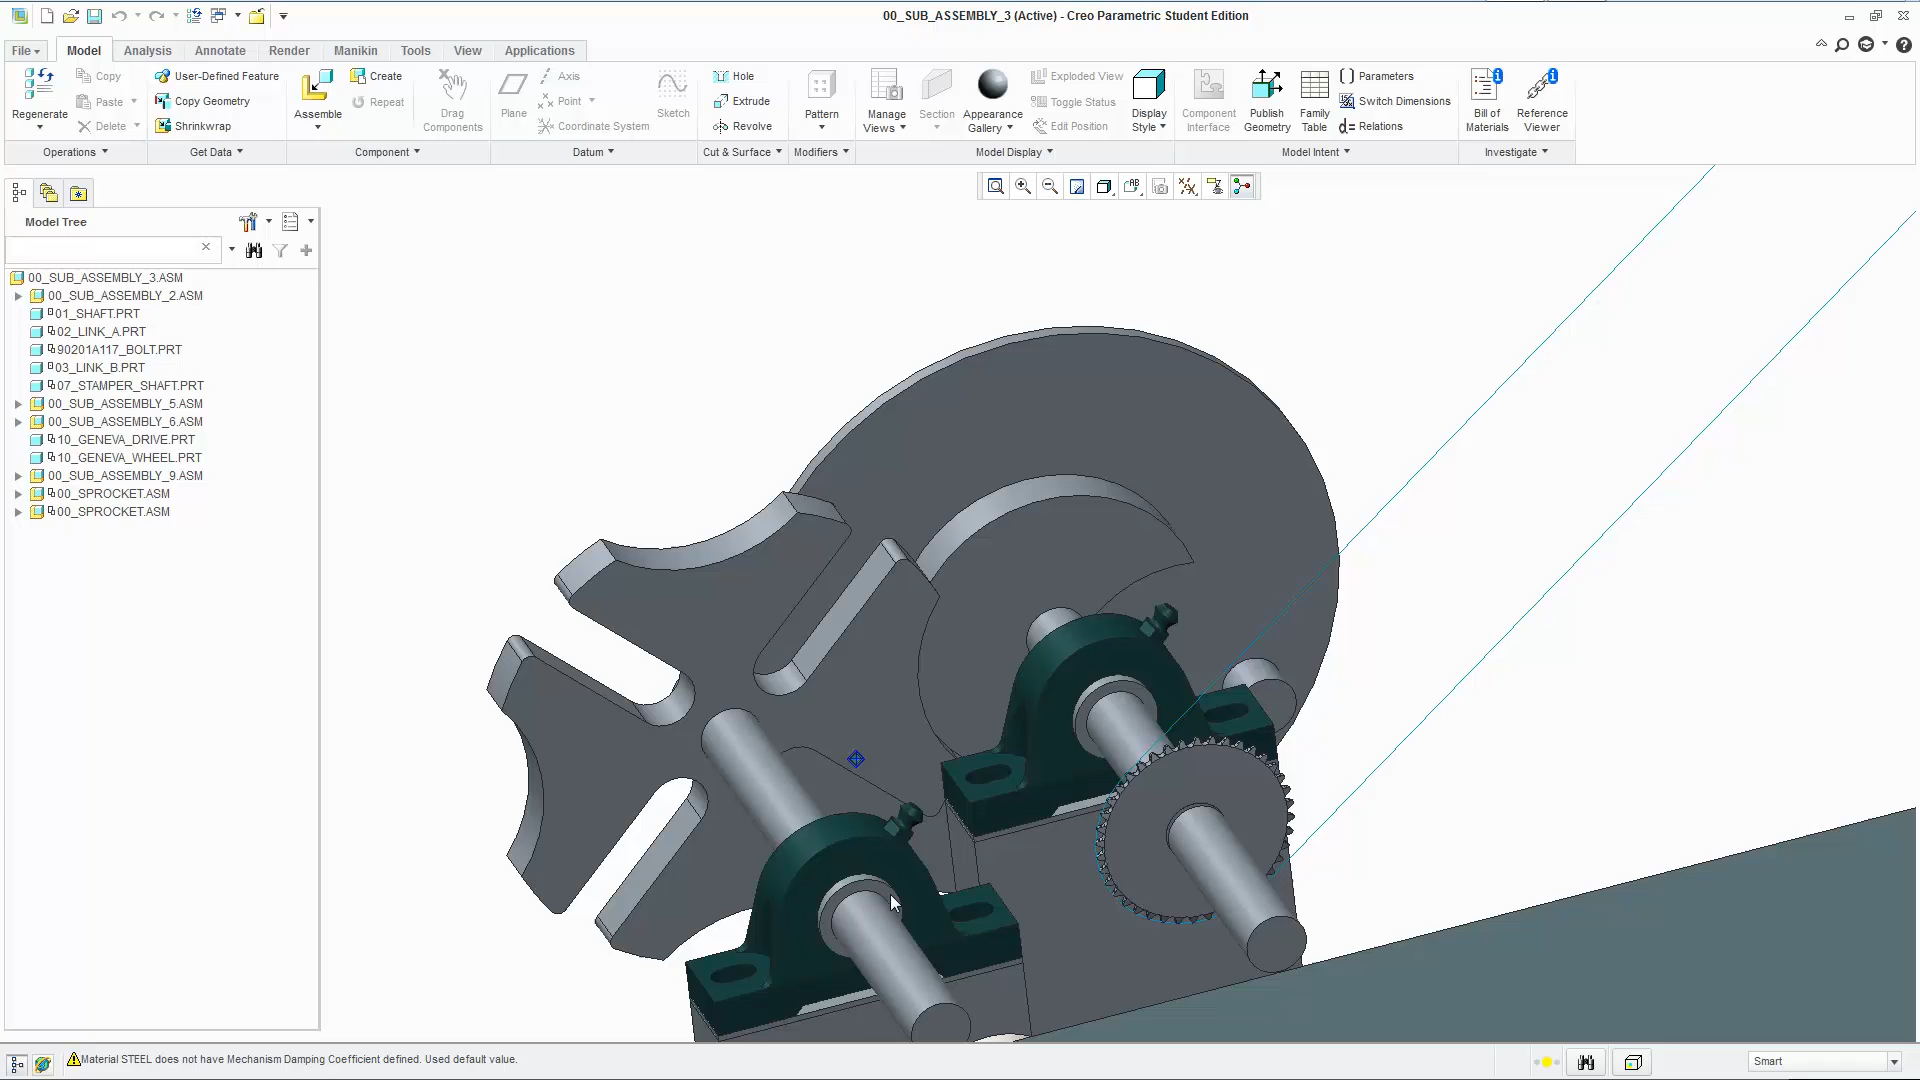 00_SUB_ASSEMBLY_3 (Active) - Creo Parametric Student Edition
File Model Analysis Annotate Render Manikin Tools View Applications
Regenerate
Copy
Paste
Delete
Operations
User-Defined Feature
Copy Geometry
Shrinkwrap
Get Data
Assemble
Create
Repeat
Drag
Components
Component
Plane
Axis
Point
Coordinate System
Sketch
Datum
Hole
Extrude
Revolve
Cut & Surface
Pattern
Modifiers
Manage
Views
Section
Appearance
Gallery
Exploded View
Toggle Status
Edit Position
Display
Style
Model Display
Component
Interface
Publish
Geometry
Family
Table
Parameters
Switch Dimensions
Relations
Model Intent
Bill of
Materials
Reference
Viewer
Investigate
Model Tree
00_SUB_ASSEMBLY_3.ASM
00_SUB_ASSEMBLY_2.ASM
01_SHAFT.PRT
02_LINK_A.PRT
90201A117_BOLT.PRT
03_LINK_B.PRT
07_STAMPER_SHAFT.PRT
00_SUB_ASSEMBLY_5.ASM
00_SUB_ASSEMBLY_6.ASM
10_GENEVA_DRIVE.PRT
10_GENEVA_WHEEL.PRT
00_SUB_ASSEMBLY_9.ASM
00_SPROCKET.ASM
00_SPROCKET.ASM
Material STEEL does not have Mechanism Damping Coefficient defined. Used default value.
Smart